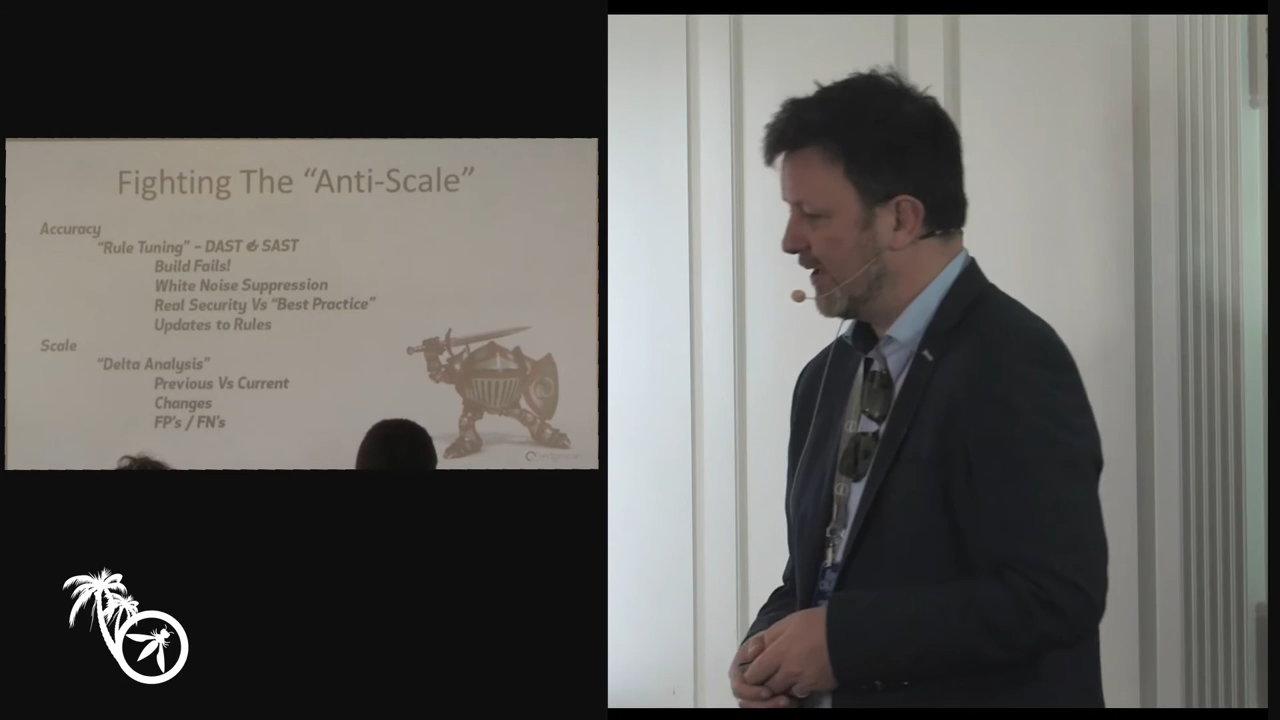 Fighting The “Anti-Scale”
Accuracy
“Rule Tuning” – DAST & SAST
Build Fails!
White Noise Suppression
Real Security Vs “Best Practice”
Updates to Rules
Scale
“Delta Analysis”
Previous Vs Current
Changes
FP's / FN's